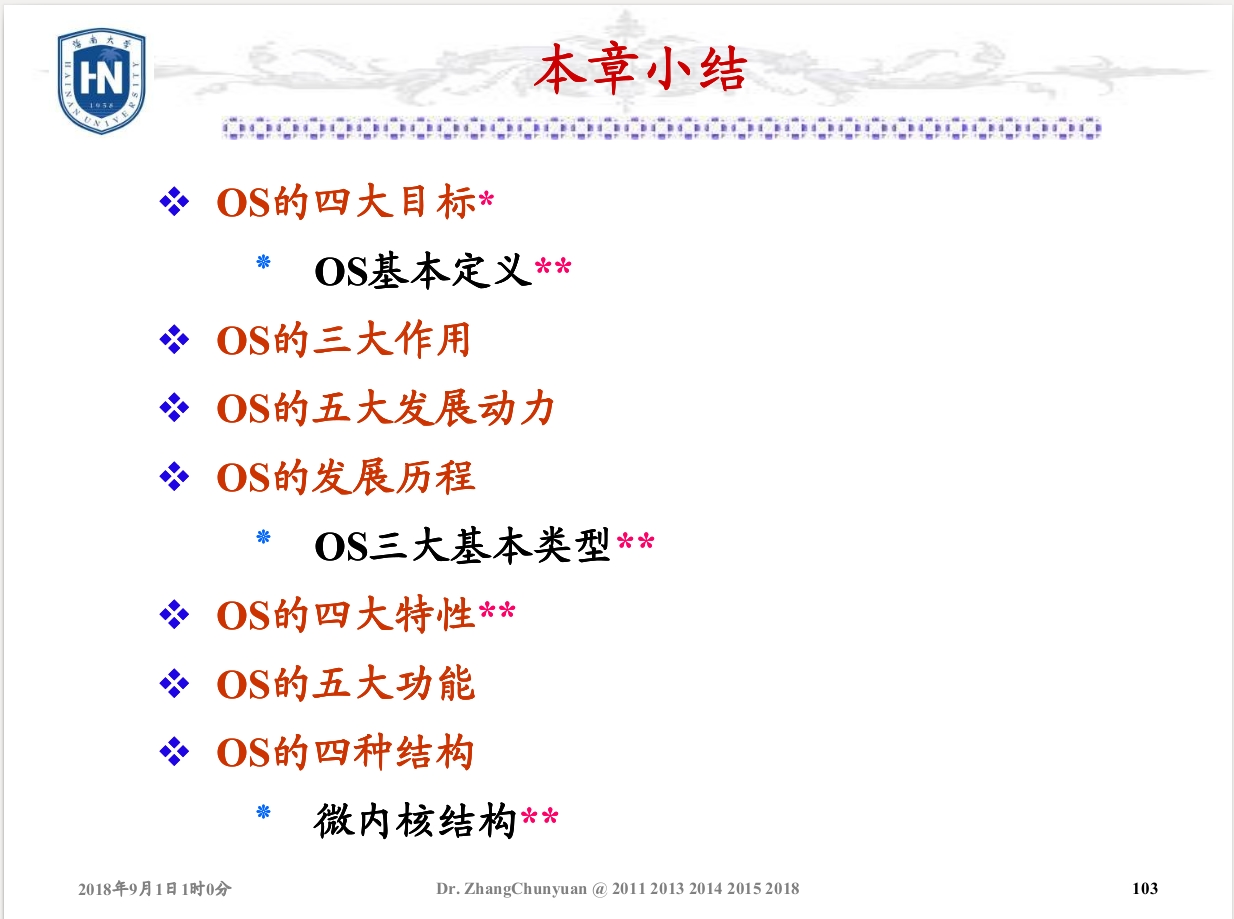 海南大学
HAINAN UNIVERSITY
HN
1958
本章小结
OS的四大目标*
OS基本定义**
OS的三大作用
OS的五大发展动力
OS的发展历程
OS三大基本类型**
OS的四大特性**
OS的五大功能
OS的四种结构
微内核结构**
2018年9月1日1时0分
Dr. ZhangChunyuan @ 2011 2013 2014 2015 2018
103